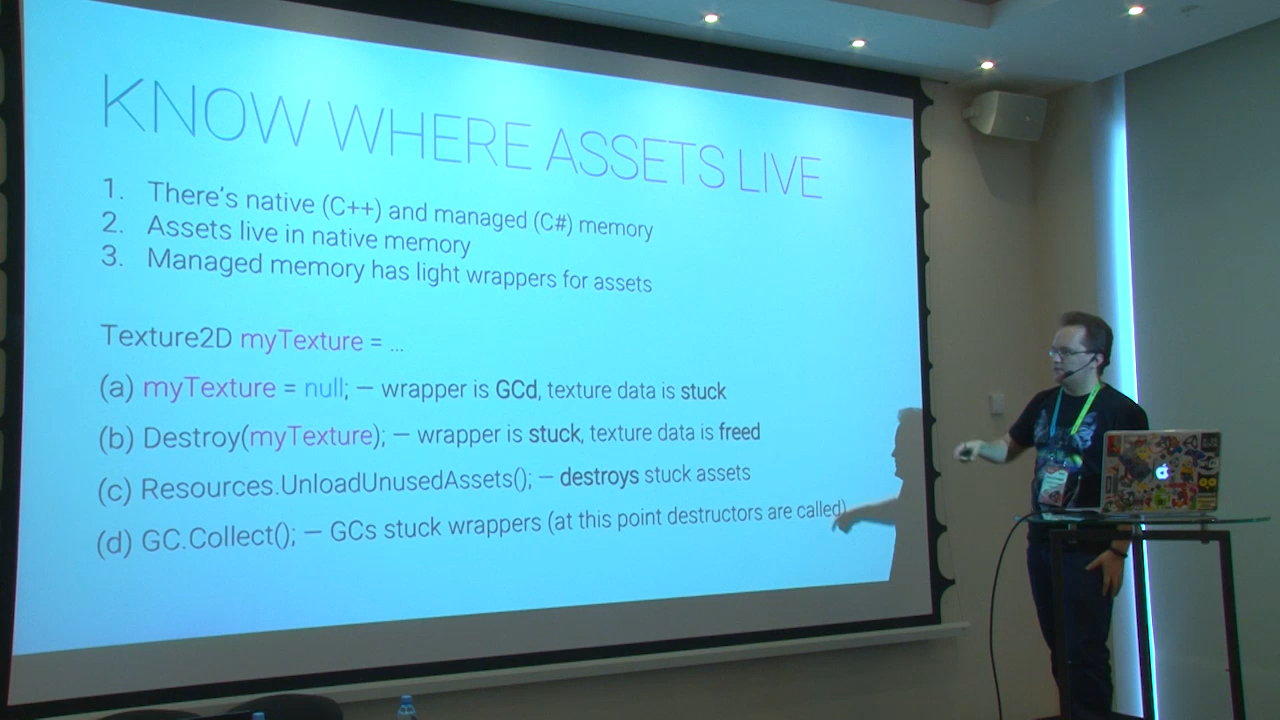 KNOW WHERE ASSETS LIVE
1. There's native (C++) and managed (C#) memory
2. Assets live in native memory
3. Managed memory has light wrappers for assets
Texture2D myTexture = ...
(a) myTexture = null; — wrapper is GCd, texture data is stuck
(b) Destroy(myTexture); — wrapper is stuck, texture data is freed
(c) Resources.UnloadUnusedAssets(); — destroys stuck assets
(d) GC.Collect(); — GCs stuck wrappers (at this point destructors are called)